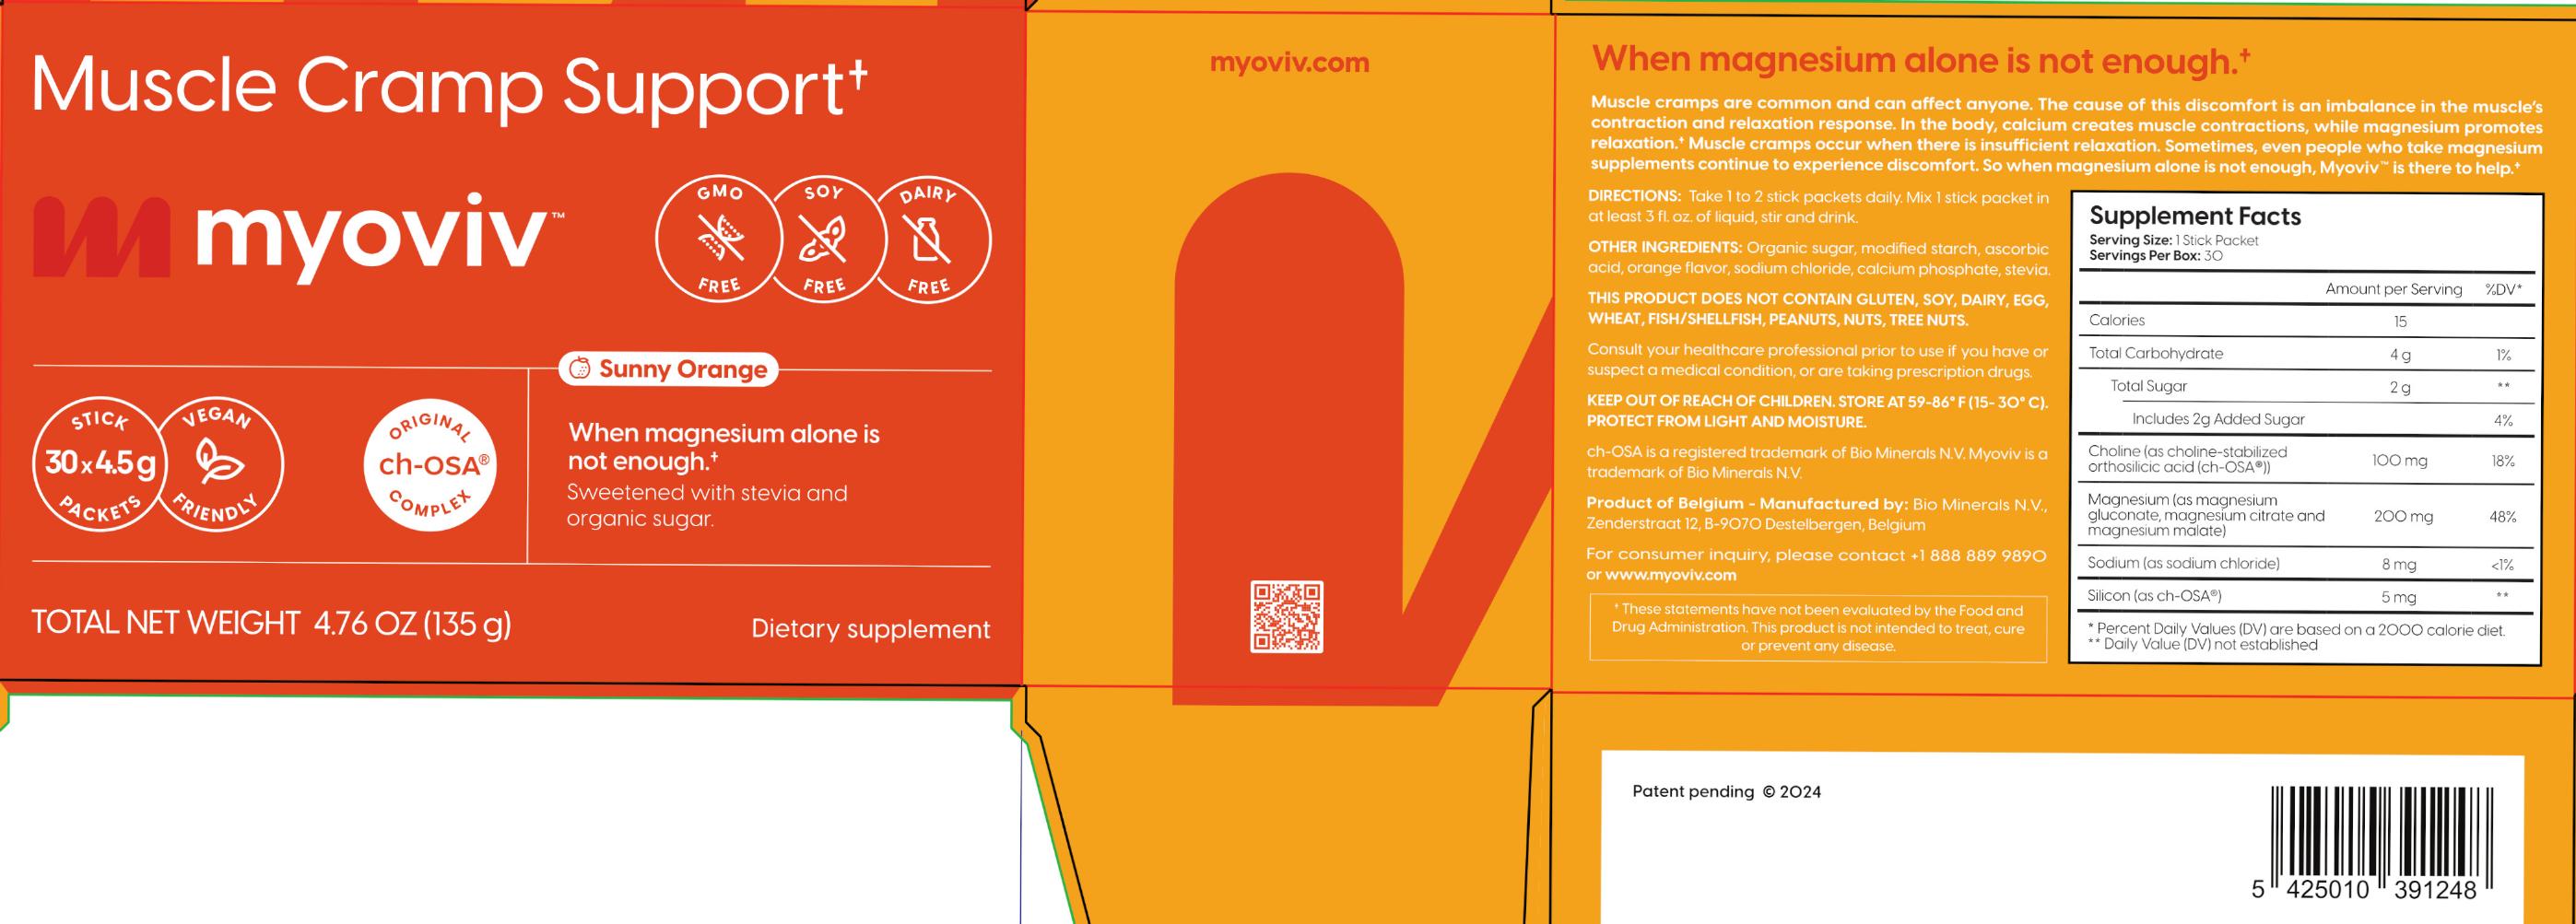 Muscle Cramp Support†
myoviv™
GMO
FREE
SOY
FREE
DAIRY
FREE
Sunny Orange
STICK
30x4.5g
PACKETS
VEGAN
FRIENDLY
ORIGINAL
ch-OSA®
COMPLEX
When magnesium alone is
not enough.†
Sweetened with stevia and
organic sugar.
TOTAL NET WEIGHT 4.76 OZ (135 g)
Dietary supplement
myoviv.com
When magnesium alone is not enough.†
Muscle cramps are common and can affect anyone. The cause of this discomfort is an imbalance in the muscle's
contraction and relaxation response. In the body, calcium creates muscle contractions, while magnesium promotes
relaxation.† Muscle cramps occur when there is insufficient relaxation. Sometimes, even people who take magnesium
supplements continue to experience discomfort. So when magnesium alone is not enough, Myoviv™ is there to help.†
DIRECTIONS: Take 1 to 2 stick packets daily. Mix 1 stick packet in
at least 3 fl. oz. of liquid, stir and drink.
OTHER INGREDIENTS: Organic sugar, modified starch, ascorbic
acid, orange flavor, sodium chloride, calcium phosphate, stevia.
THIS PRODUCT DOES NOT CONTAIN GLUTEN, SOY, DAIRY, EGG,
WHEAT, FISH/SHELLFISH, PEANUTS, NUTS, TREE NUTS.
Consult your healthcare professional prior to use if you have or
suspect a medical condition, or are taking prescription drugs.
KEEP OUT OF REACH OF CHILDREN. STORE AT 59-86° F (15- 30° C).
PROTECT FROM LIGHT AND MOISTURE.
ch-OSA is a registered trademark of Bio Minerals N.V. Myoviv is a
trademark of Bio Minerals N.V.
Product of Belgium - Manufactured by: Bio Minerals N.V.,
Zenderstraat 12, B-9070 Destelbergen, Belgium
For consumer inquiry, please contact +1 888 889 9890
or www.myoviv.com
† These statements have not been evaluated by the Food and
Drug Administration. This product is not intended to treat, cure
or prevent any disease.
Supplement Facts
Serving Size: 1 Stick Packet
Servings Per Box: 30
Amount per Serving %DV*
Calories 15
Total Carbohydrate 4 g 1%
Total Sugar 2 g **
Includes 2g Added Sugar 4%
Choline (as choline-stabilized
orthosilicic acid (ch-OSA®)) 100 mg 18%
Magnesium (as magnesium
gluconate, magnesium citrate and 200 mg 48%
magnesium malate)
Sodium (as sodium chloride) 8 mg <1%
Silicon (as ch-OSA®) 5 mg **
* Percent Daily Values (DV) are based on a 2000 calorie diet.
** Daily Value (DV) not established
Patent pending © 2024
5 425010 391248